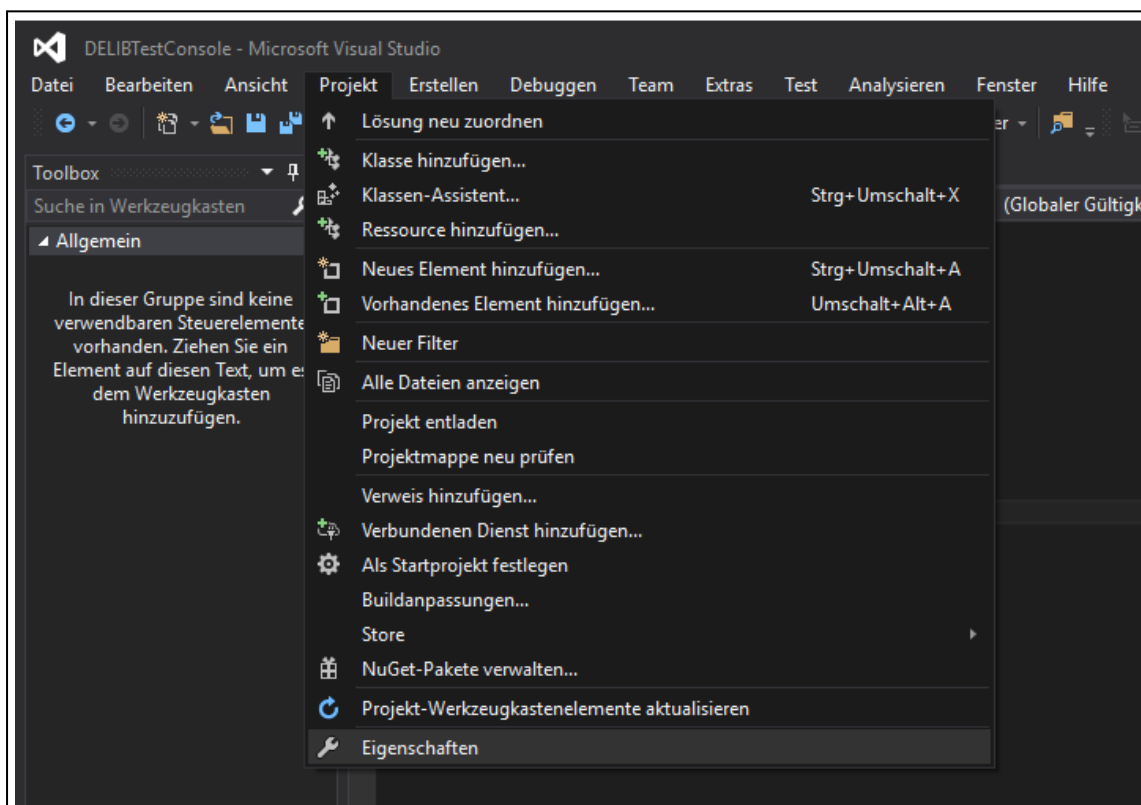 DELIBTestConsole - Microsoft Visual Studio
Datei Bearbeiten Ansicht Projekt Erstellen Debuggen Team Extras Test Analysieren Fenster Hilfe
Lösung neu zuordnen
Toolbox
Klasse hinzufügen...
Suche in Werkzeugkasten
Klassen-Assistent... Strg+Umschalt+X
(Globaler
Ressource hinzufügen...
Allgemein
Neues Element hinzufügen... Strg+Umschalt+A
Vorhandenes Element hinzufügen... Umschalt+Alt+A
In dieser Gruppe sind keine
verwendbaren Steuerelemente
vorhanden. Ziehen Sie ein
Element auf diesen Text, um
dem Werkzeugkasten
hinzuzufügen.
Neuer Filter
Alle Dateien anzeigen
Projekt entladen
Projektmappe neu prüfen
Verweis hinzufügen...
Verbundenen Dienst hinzufügen...
Als Startprojekt festlegen
Buildanpassungen...
Store
NuGet-Pakete verwalten...
Projekt-Werkzeugkastenelemente aktualisieren
Eigenschaften